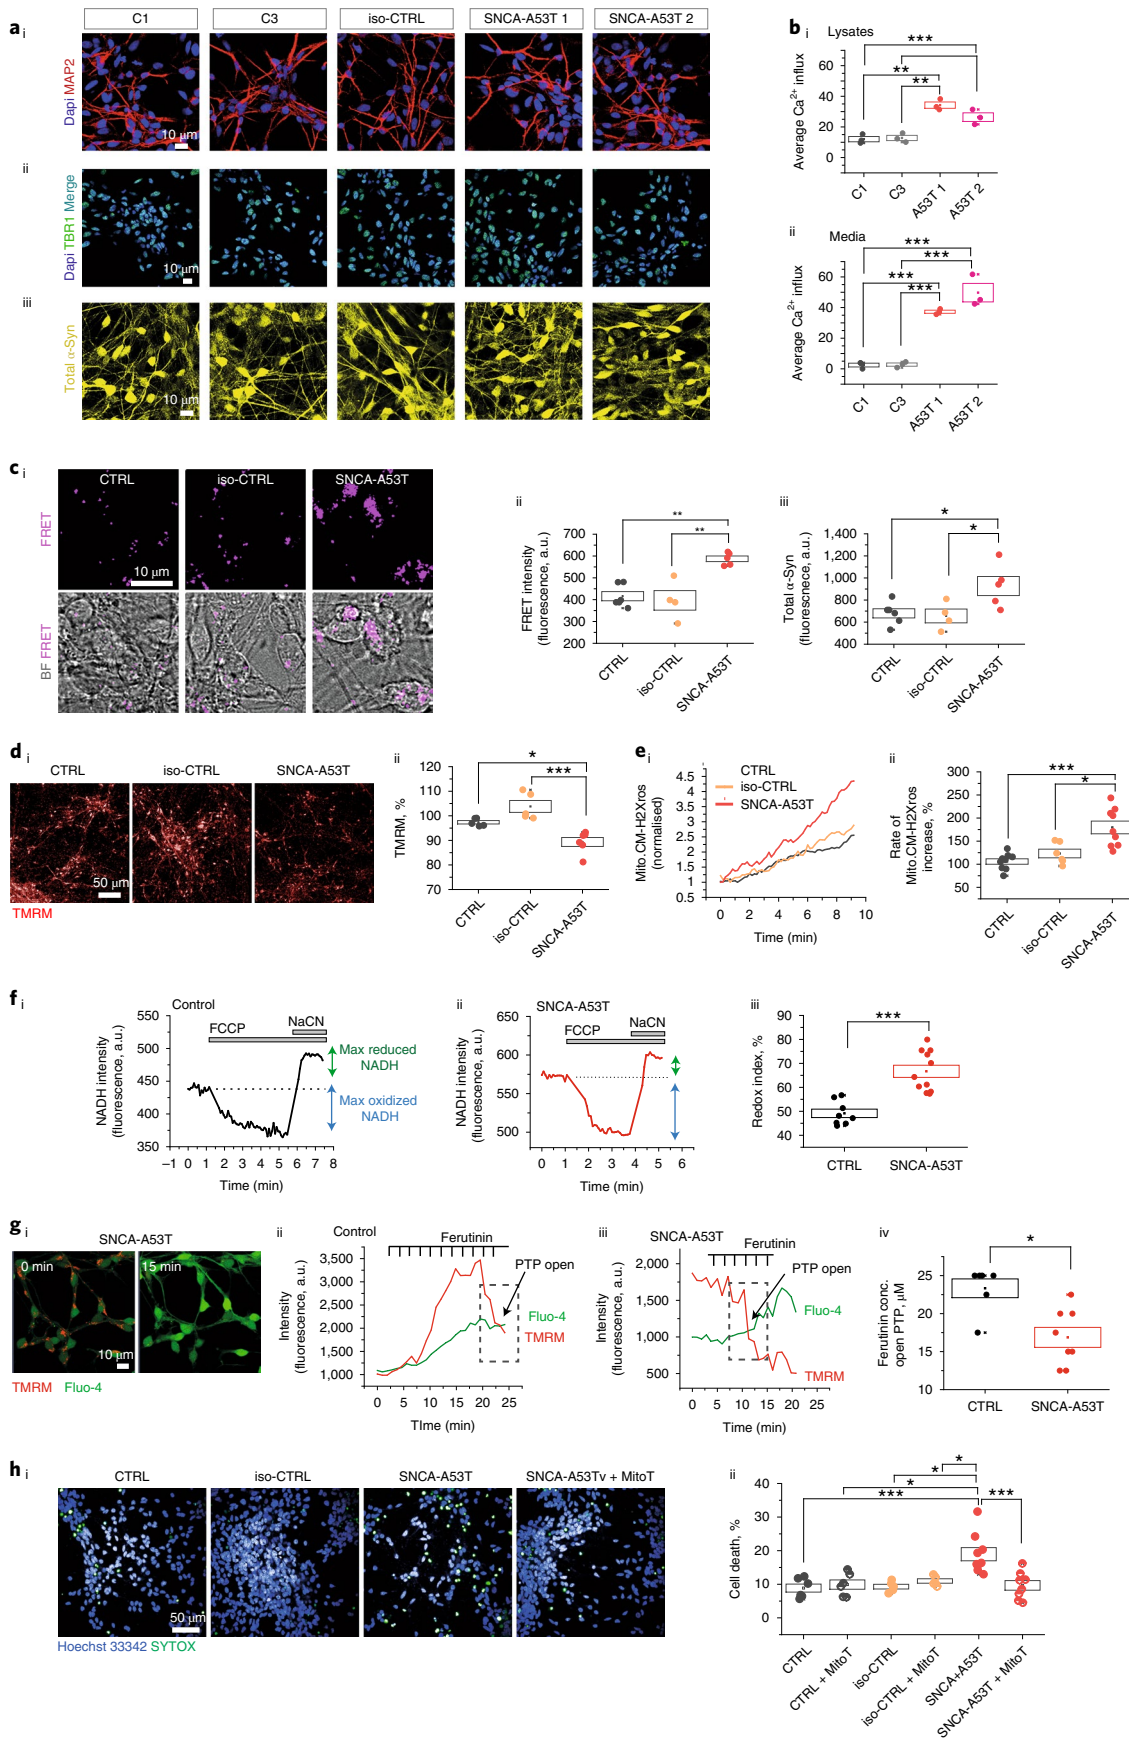 a i
C1 C3 iso-CTRL SNCA-A53T 1 SNCA-A53T 2
Dapi MAP2
10 μm
ii
Dapi TBR1 Merge
10 μm
iii
Total α-Syn
10 μm
b i Lysates
Average Ca2+ influx
60
40
20
0
*** ** **
C1 C3 A53T 1 A53T 2
ii Media
Average Ca2+ influx
60
40
20
0
*** *** *** ***
C1 C3 A53T 1 A53T 2
c i
CTRL iso-CTRL SNCA-A53T
FRET
10 μm
BF FRET
ii
FRET intensity
(fluorescence, a.u.)
700
600
500
400
300
200
** **
CTRL iso-CTRL SNCA-A53T
iii
Total α-Syn
(fluorescnece, a.u.)
1,400
1,200
1,000
800
600
400
* *
CTRL iso-CTRL SNCA-A53T
d i
CTRL iso-CTRL SNCA-A53T
50 μm
TMRM
ii
TMRM, %
120
110
100
90
80
70
* ***
CTRL iso-CTRL SNCA-A53T
e i
Mito.CM-H2Xros
(normalised)
4.5
4
3.5
3
2.5
2
1.5
1
0.5
CTRL
iso-CTRL
SNCA-A53T
0 2 4 6 8 10
Time (min)
ii
Rate of
Mito.CM-H2Xros
increase, %
300
250
200
150
100
50
*** *
CTRL iso-CTRL SNCA-A53T
f i
Control
NADH intensity
(fluorescence, a.u.)
550
500
450
400
350
NaCN
FCCP
Max reduced
NADH
Max oxidized
NADH
–1 0 1 2 3 4 5 6 7 8
Time (min)
ii
SNCA-A53T
NADH intensity
(fluorescence, a.u.)
650
600
550
500
NaCN
FCCP
0 1 2 3 4 5 6
Time (min)
iii
Redox index, %
90
80
70
60
50
40
***
CTRL SNCA-A53T
g i
SNCA-A53T
0 min 15 min
10 μm
TMRM Fluo-4
ii
Control
Ferutinin
Intensity
(fluorescence, a.u.)
3,500
3,000
2,500
2,000
1,500
1,000
PTP open
Fluo-4
TMRM
0 5 10 15 20 25
TIme (min)
iii
SNCA-A53T
Ferutinin
Intensity
(fluorescence, a.u.)
2,000
1,500
1,000
500
PTP open
Fluo-4
TMRM
0 5 10 15 20 25
Time (min)
iv
Ferutinin conc.
open PTP, μM
25
20
15
10
*
CTRL SNCA-A53T
h i
CTRL iso-CTRL SNCA-A53T SNCA-A53Tv + MitoT
50 μm
Hoechst 33342 SYTOX
ii
Cell death, %
40
30
20
10
0
* * * *** ***
CTRL CTRL + MitoT iso-CTRL iso-CTRL + MitoT SNCA+A53T SNCA-A53T + MitoT